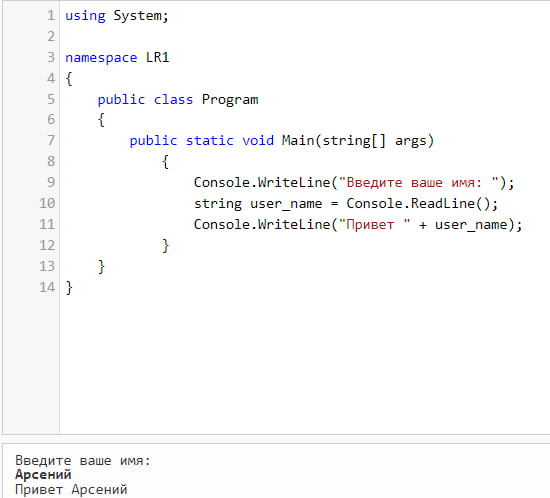 1 using System;
2
3 namespace LR1
4 {
5 public class Program
6 {
7 public static void Main(string[] args)
8 {
9 Console.WriteLine("Введите ваше имя: ");
10 string user_name = Console.ReadLine();
11 Console.WriteLine("Привет " + user_name);
12 }
13 }
14 }
Введите ваше имя:
Арсений
Привет Арсений